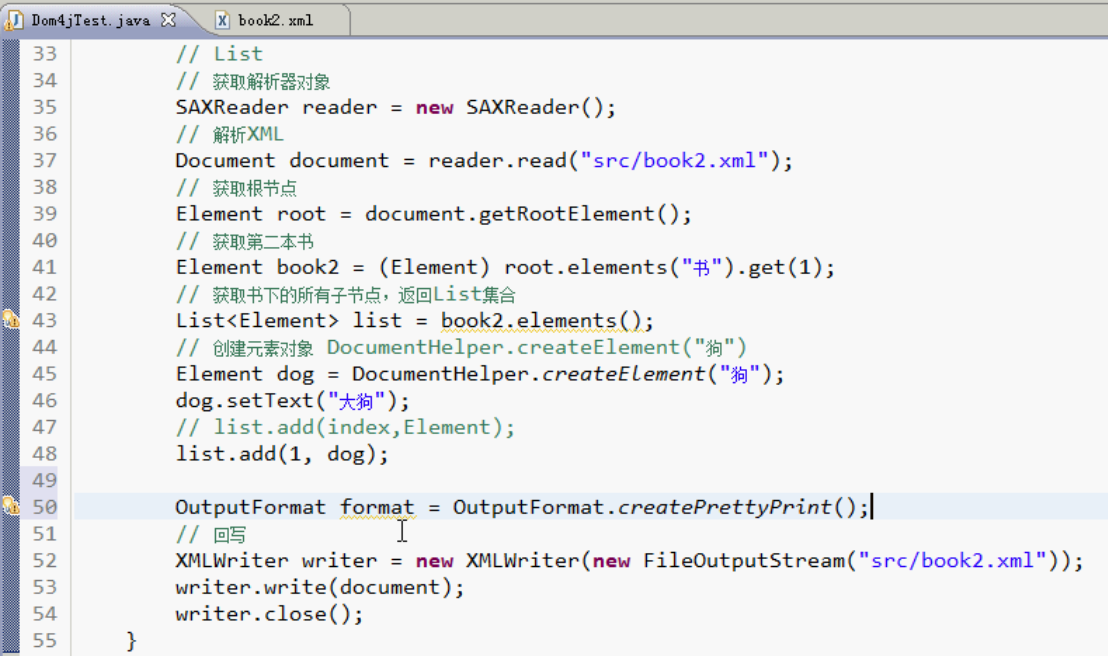 Dom4jTest.java book2.xml
33 // List
34 // 获取解析器对象
35 SAXReader reader = new SAXReader();
36 // 解析XML
37 Document document = reader.read("src/book2.xml");
38 // 获取根节点
39 Element root = document.getRootElement();
40 // 获取第二本书
41 Element book2 = (Element) root.elements("书").get(1);
42 // 获取书下的所有子节点，返回List集合
43 List<Element> list = book2.elements();
44 // 创建元素对象 DocumentHelper.createElement("狗")
45 Element dog = DocumentHelper.createElement("狗");
46 dog.setText("大狗");
47 // list.add(index,Element);
48 list.add(1, dog);
49
50 OutputFormat format = OutputFormat.createPrettyPrint();
51 // 回写
52 XMLWriter writer = new XMLWriter(new FileOutputStream("src/book2.xml"));
53 writer.write(document);
54 writer.close();
55 }